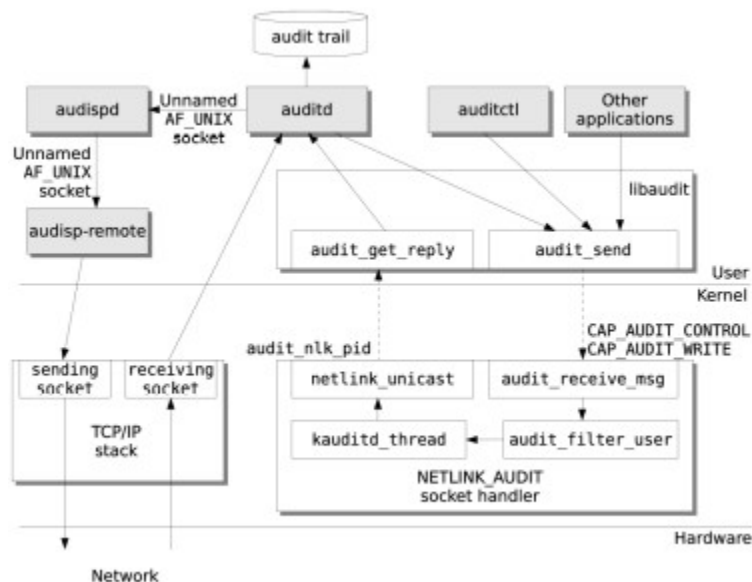 audit trail
audispd
Unnamed
AF_UNIX
socket
auditd
auditctl
Other
applications
Unnamed
AF_UNIX
socket
libaudit
audisp-remote
audit_get_reply
audit_send
User
Kernel
audit_nlk_pid
CAP_AUDIT_CONTROL
CAP_AUDIT_WRITE
sending
socket
receiving
socket
netlink_unicast
audit_receive_msg
TCP/IP
stack
kauditd_thread
audit_filter_user
NETLINK_AUDIT
socket handler
Hardware
Network